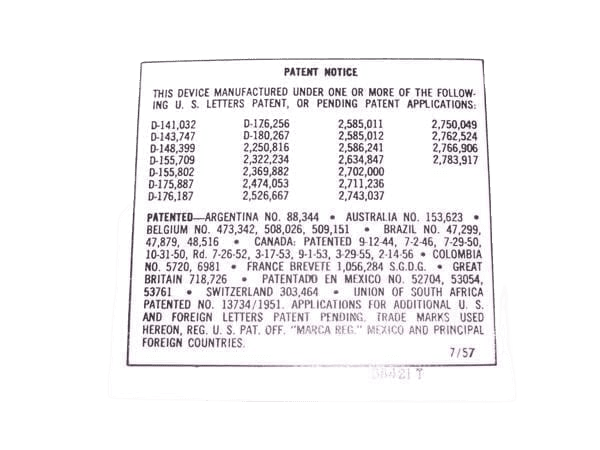 PATENT NOTICE
THIS DEVICE MANUFACTURED UNDER ONE OR MORE OF THE FOLLOW-
ING U. S. LETTERS PATENT, OR PENDING PATENT APPLICATIONS:
D-141,032 D-176,256 2,585,011 2,750,049
D-143,747 D-180,267 2,585,012 2,762,524
D-148,399 2,250,816 2,586,241 2,766,906
D-155,709 2,322,234 2,634,847 2,783,917
D-155,802 2,369,882 2,702,000
D-175,887 2,474,053 2,711,236
D-176,187 2,526,667 2,743,037
PATENTED—ARGENTINA NO. 88,344 • AUSTRALIA NO. 153,623 •
BELGIUM NO. 473,342, 508,026, 509,151 • BRAZIL NO. 47,299,
47,879, 48,516 • CANADA: PATENTED 9-12-44, 7-2-46, 7-29-50,
10-31-50, Rd. 7-26-52, 3-17-53, 9-1-53, 3-29-55, 2-14-56 • COLOMBIA
NO. 5720, 6981 • FRANCE BREVETE 1,056,284 S.G.D.G. • GREAT
BRITAIN 718,726 • PATENTADO EN MEXICO NO. 52704, 53054,
53761 • SWITZERLAND 303,464 • UNION OF SOUTH AFRICA
PATENTED NO. 13734/1951. APPLICATIONS FOR ADDITIONAL U. S.
AND FOREIGN LETTERS PATENT PENDING. TRADE MARKS USED
HEREON, REG. U. S. PAT. OFF. "MARCA REG." MEXICO AND PRINCIPAL
FOREIGN COUNTRIES.
7/57
58421 T